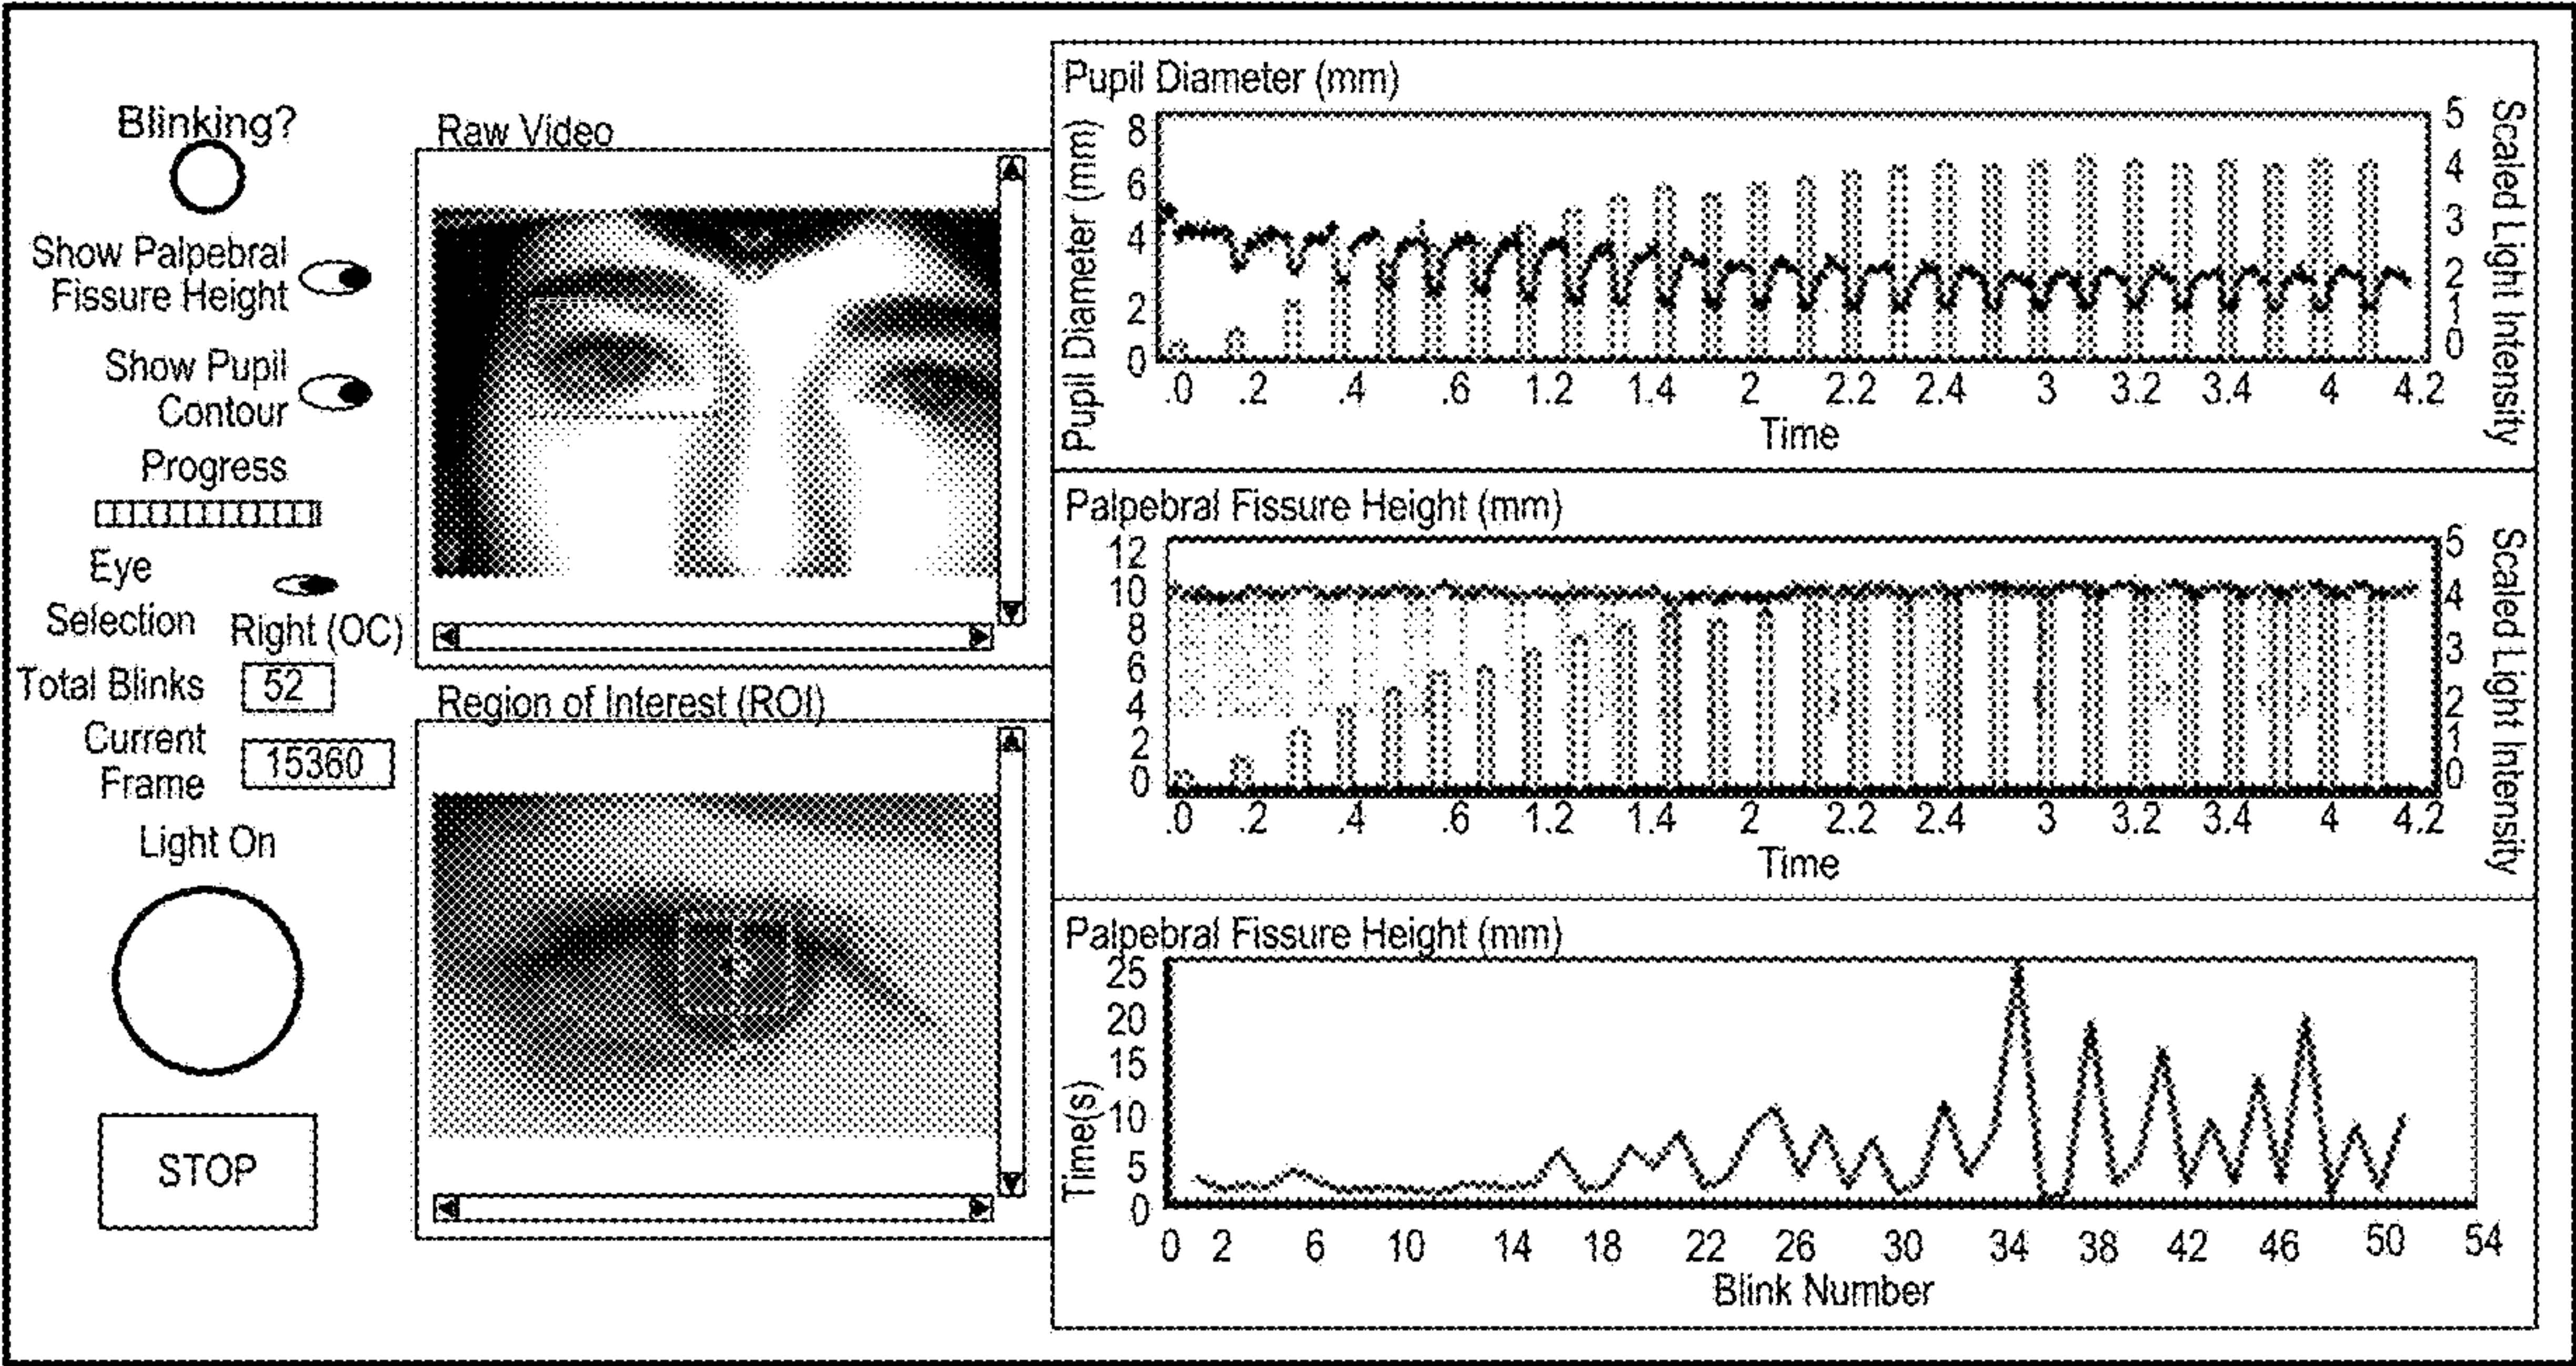 Blinking?
Show Palpebral
Fissure Height
Show Pupil
Contour
Progress
Eye
Selection
Right (OC)
Total Blinks 52
Current
Frame 15360
Light On
STOP
Raw Video
Region of Interest (ROI)
Pupil Diameter (mm)
Pupil Diameter (mm)
8
6
4
2
0
5
4
3
2
1
0
Scaled Light Intensity
.0 .2 .4 .6 1.2 1.4 2 2.2 2.4 3 3.2 3.4 4 4.2
Time
Palpebral Fissure Height (mm)
12
10
8
6
4
2
0
5
4
3
2
1
0
Scaled Light Intensity
.0 .2 .4 .6 1.2 1.4 2 2.2 2.4 3 3.2 3.4 4 4.2
Time
Palpebral Fissure Height (mm)
Time(s)
25
20
15
10
5
0
0 2 6 10 14 18 22 26 30 34 38 42 46 50 54
Blink Number